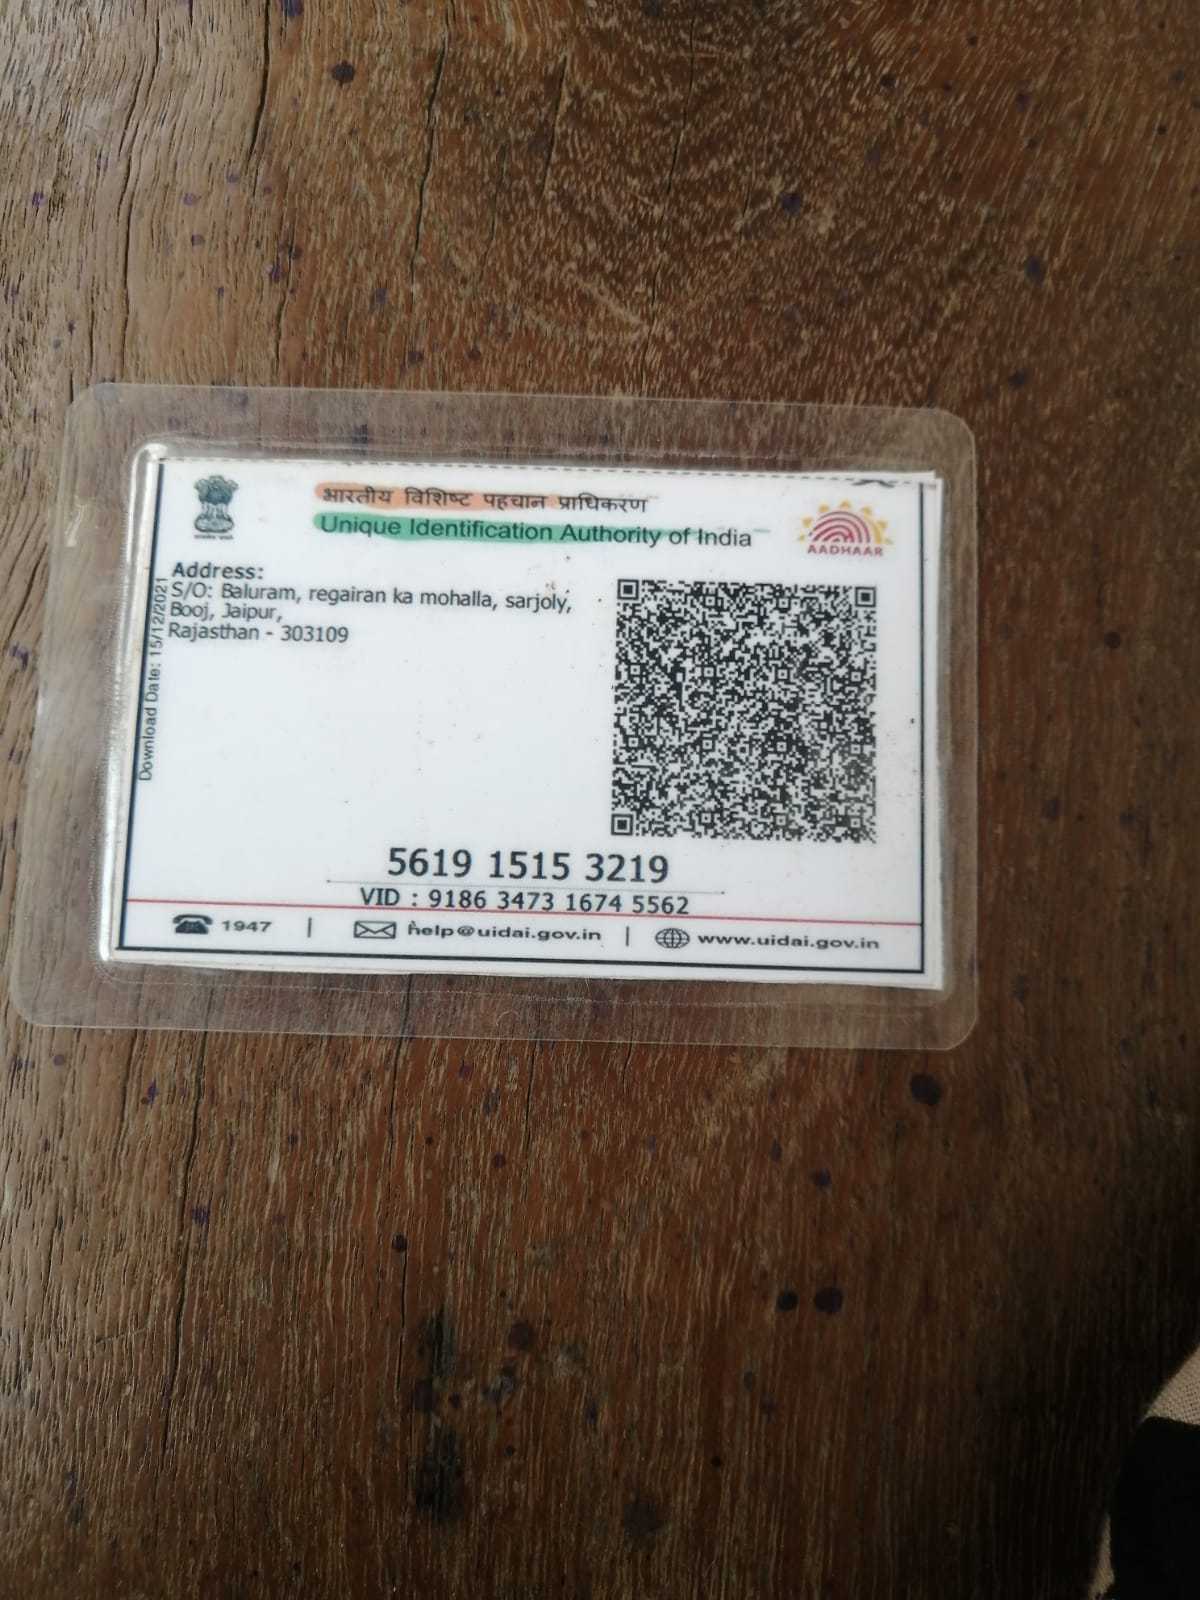 भारतीय विशिष्ट पहचान प्राधिकरण
Unique Identification Authority of India
AADHAAR
Address:
S/O: Baluram, regairan ka mohalla, sarjoly,
Booj, Jaipur,
Rajasthan - 303109
Download Date: 15/12/2021
5619 1515 3219
VID : 9186 3473 1674 5562
1947 | help@uidai.gov.in | www.uidai.gov.in